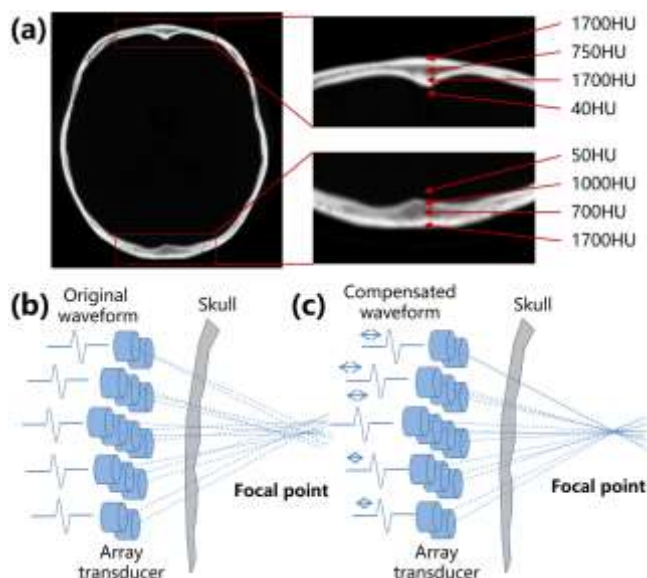 (a)
1700HU
750HU
1700HU
40HU
50HU
1000HU
700HU
1700HU
(b)
Original
waveform
Skull
Focal point
Array
transducer
(c)
Compensated
waveform
Skull
Focal point
Array
transducer